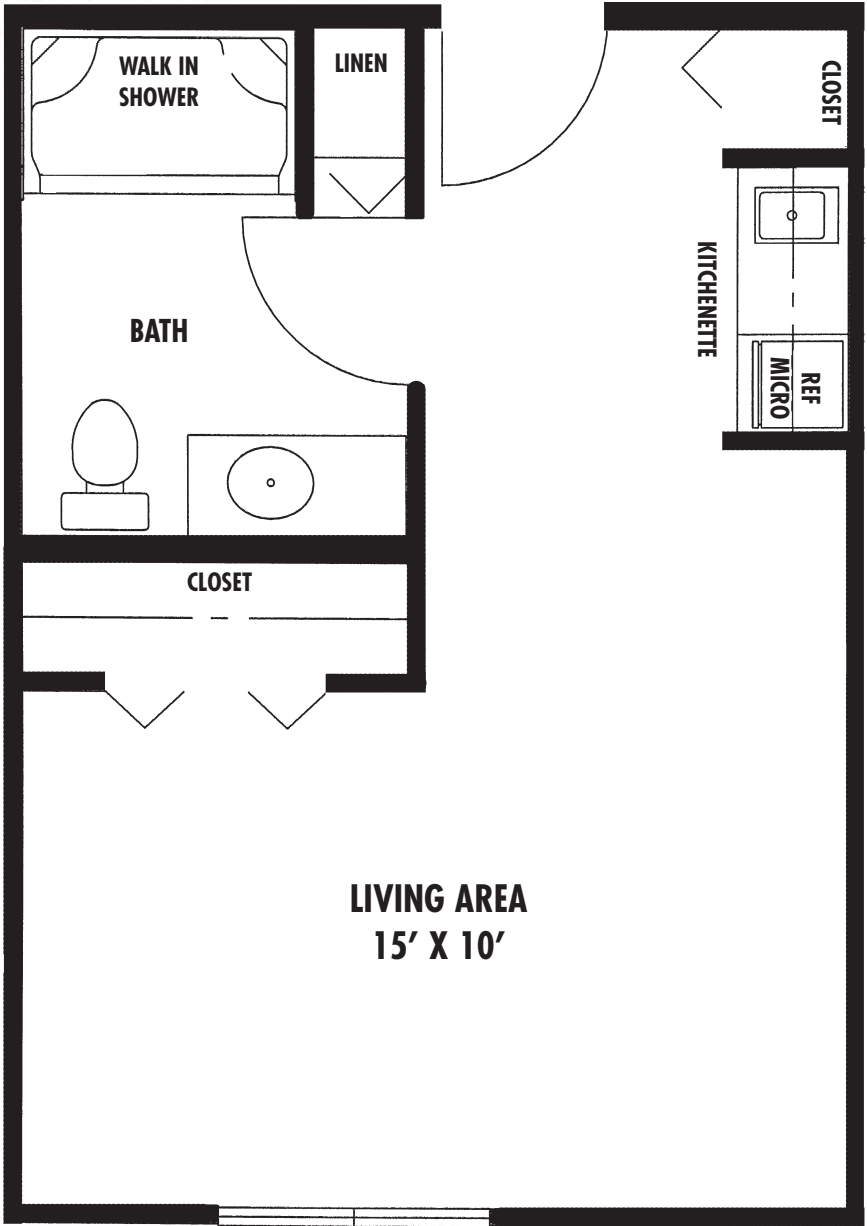 WALK IN
SHOWER
LINEN
CLOSET
KITCHENETTE
BATH
REF
MICRO
CLOSET
LIVING AREA
15’ X 10’